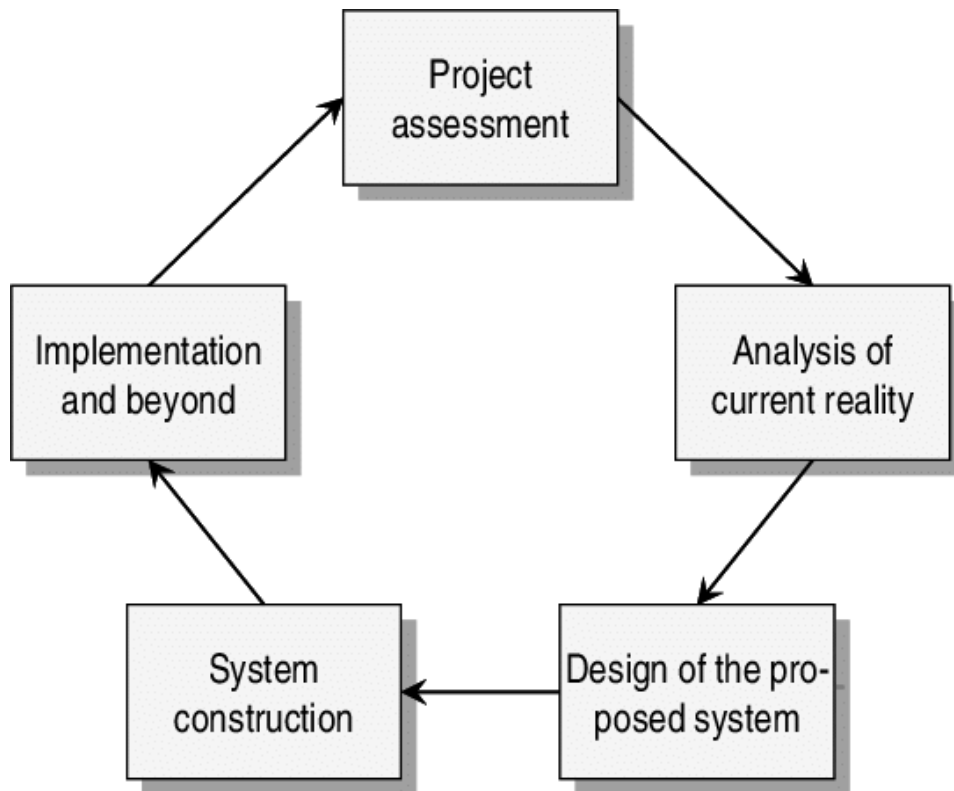 Project
assessment
Analysis of
current reality
Design of the pro-
posed system
System
construction
Implementation
and beyond